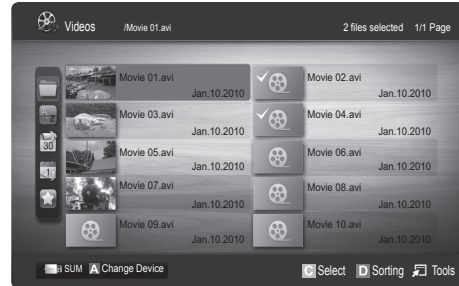 Videos /Movie 01.avi 2 files selected 1/1 Page
Movie 01.avi Movie 02.avi
Jan.10.2010 Jan.10.2010
Movie 03.avi Movie 04.avi
Jan.10.2010 Jan.10.2010
Movie 05.avi Movie 06.avi
Jan.10.2010 Jan.10.2010
Movie 07.avi Movie 08.avi
Jan.10.2010 Jan.10.2010
Movie 09.avi Movie 10.avi
Jan.10.2010 Jan.10.2010
SUM A Change Device C Select D Sorting Tools